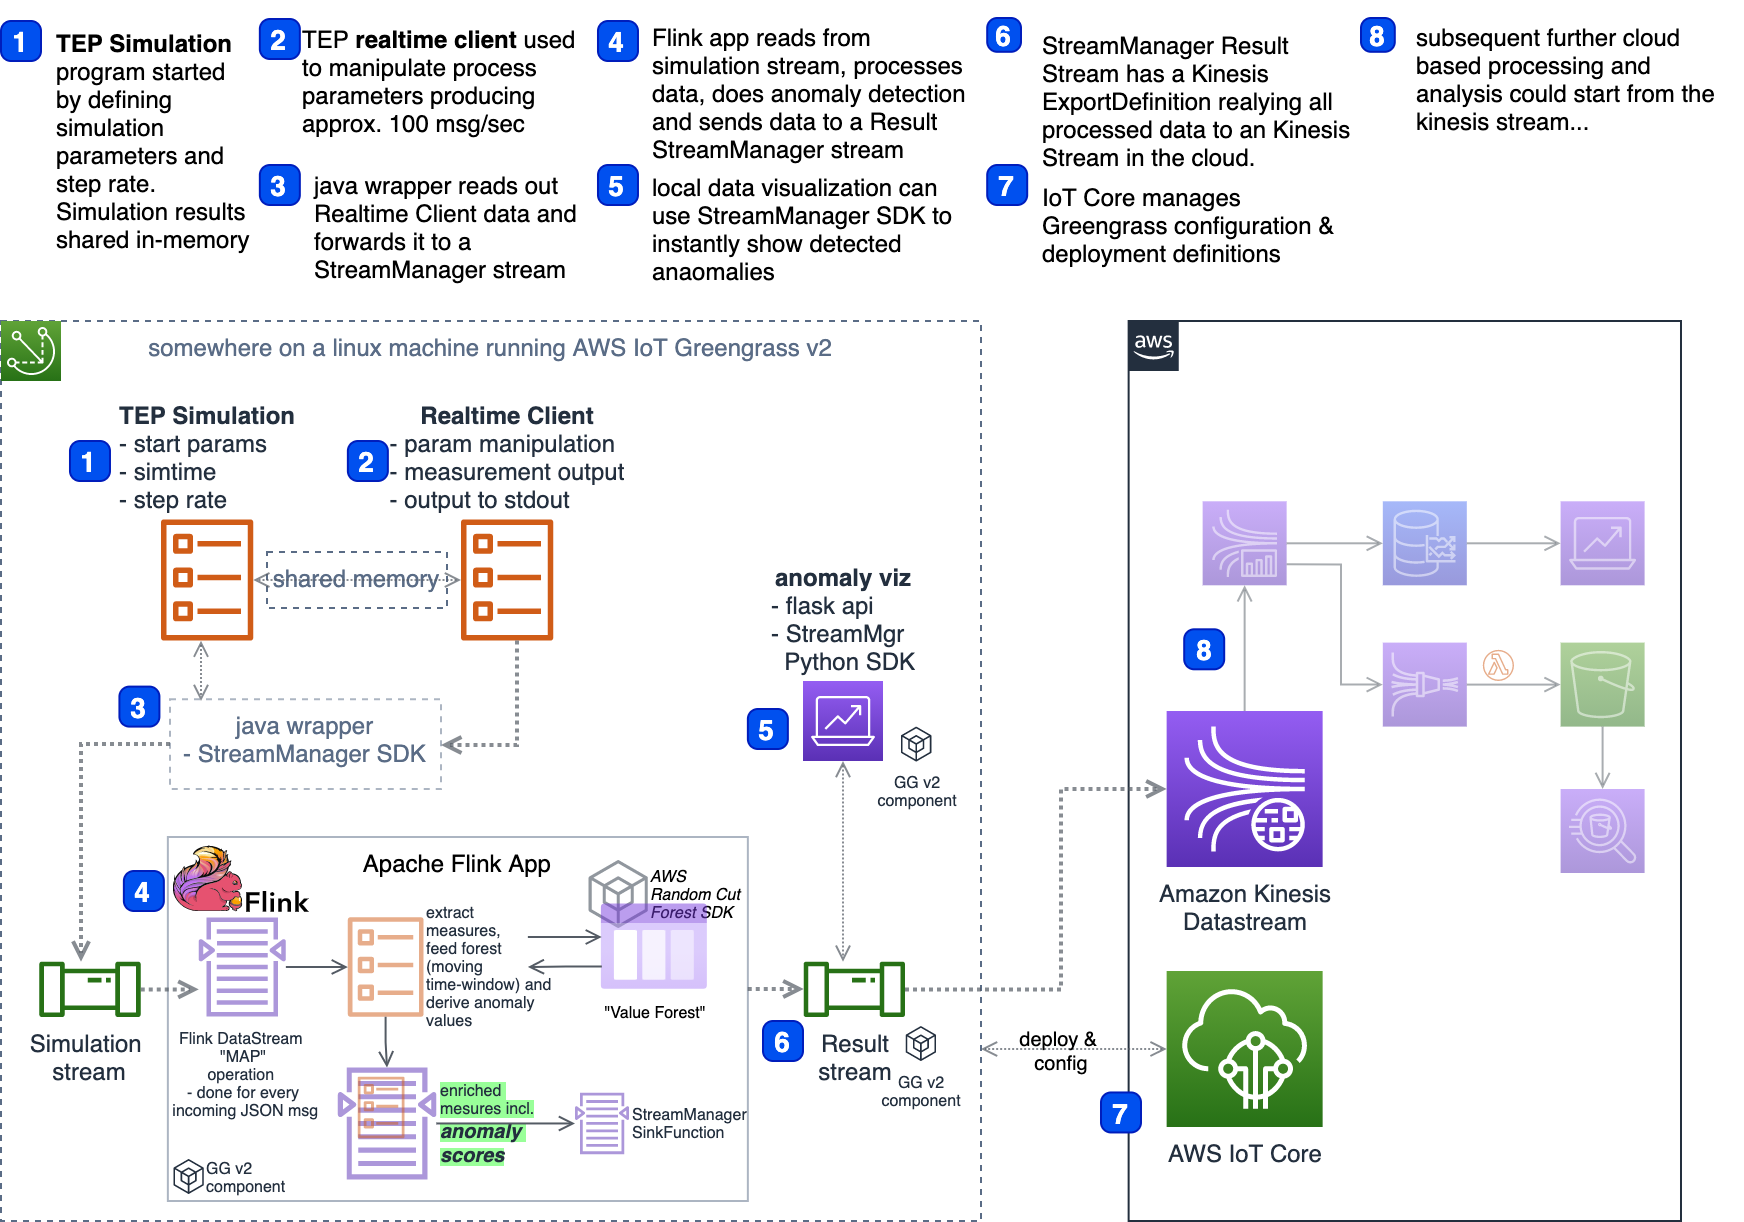 1
TEP Simulation
program started
by defining
simulation
parameters and
step rate.
Simulation results
shared in-memory
2
TEP realtime client used
to manipulate process
parameters producing
approx. 100 msg/sec
3
java wrapper reads out
Realtime Client data and
forwards it to a
StreamManager stream
4
Flink app reads from
simulation stream, processes
data, does anomaly detection
and sends data to a Result
StreamManager stream
5
local data visualization can
use StreamManager SDK to
instantly show detected
anaomalies
6
StreamManager Result
Stream has a Kinesis
ExportDefinition realying all
processed data to an Kinesis
Stream in the cloud.
7
IoT Core manages
Greengrass configuration &
deployment definitions
8
subsequent further cloud
based processing and
analysis could start from the
kinesis stream...
somewhere on a linux machine running AWS IoT Greengrass v2
aws
1
TEP Simulation
- start params
- simtime
- step rate
2
Realtime Client
- param manipulation
- measurement output
- output to stdout
shared memory
3
java wrapper
- StreamManager SDK
anomaly viz
- flask api
- StreamMgr
Python SDK
5
GG v2
component
8
λ
4
Flink
Apache Flink App
AWS
Random Cut
Forest SDK
extract
measures,
feed forest
(moving
time-window) and
derive anomaly
values
"Value Forest"
Simulation
stream
Flink DataStream
"MAP"
operation
- done for every
incoming JSON msg
enriched
mesures incl.
anomaly
scores
StreamManager
SinkFunction
GG v2
component
6
Result
stream
GG v2
component
Amazon Kinesis
Datastream
deploy &
config
7
AWS IoT Core